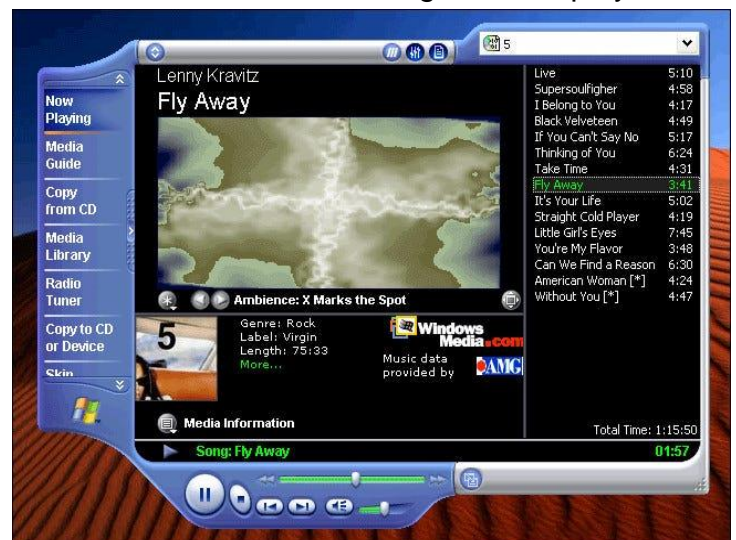 5
Lenny Kravitz
Fly Away
Now
Playing
Media
Guide
Copy
from CD
Media
Library
Radio
Tuner
Copy to CD
or Device
Skin
Ambience: X Marks the Spot
5
Genre: Rock
Label: Virgin
Length: 75:33
More...
Windows
Media.com
Music data
provided by
AMG
Media Information
Live 5:10
Supersoulfigher 4:58
I Belong to You 4:17
Black Velveteen 4:49
If You Can't Say No 5:17
Thinking of You 6:24
Take Time 4:31
Fly Away 3:41
It's Your Life 5:02
Straight Cold Player 4:19
Little Girl's Eyes 7:45
You're My Flavor 3:48
Can We Find a Reason 6:30
American Woman [*] 4:24
Without You [*] 4:47
Total Time: 1:15:50
Song: Fly Away 01:57